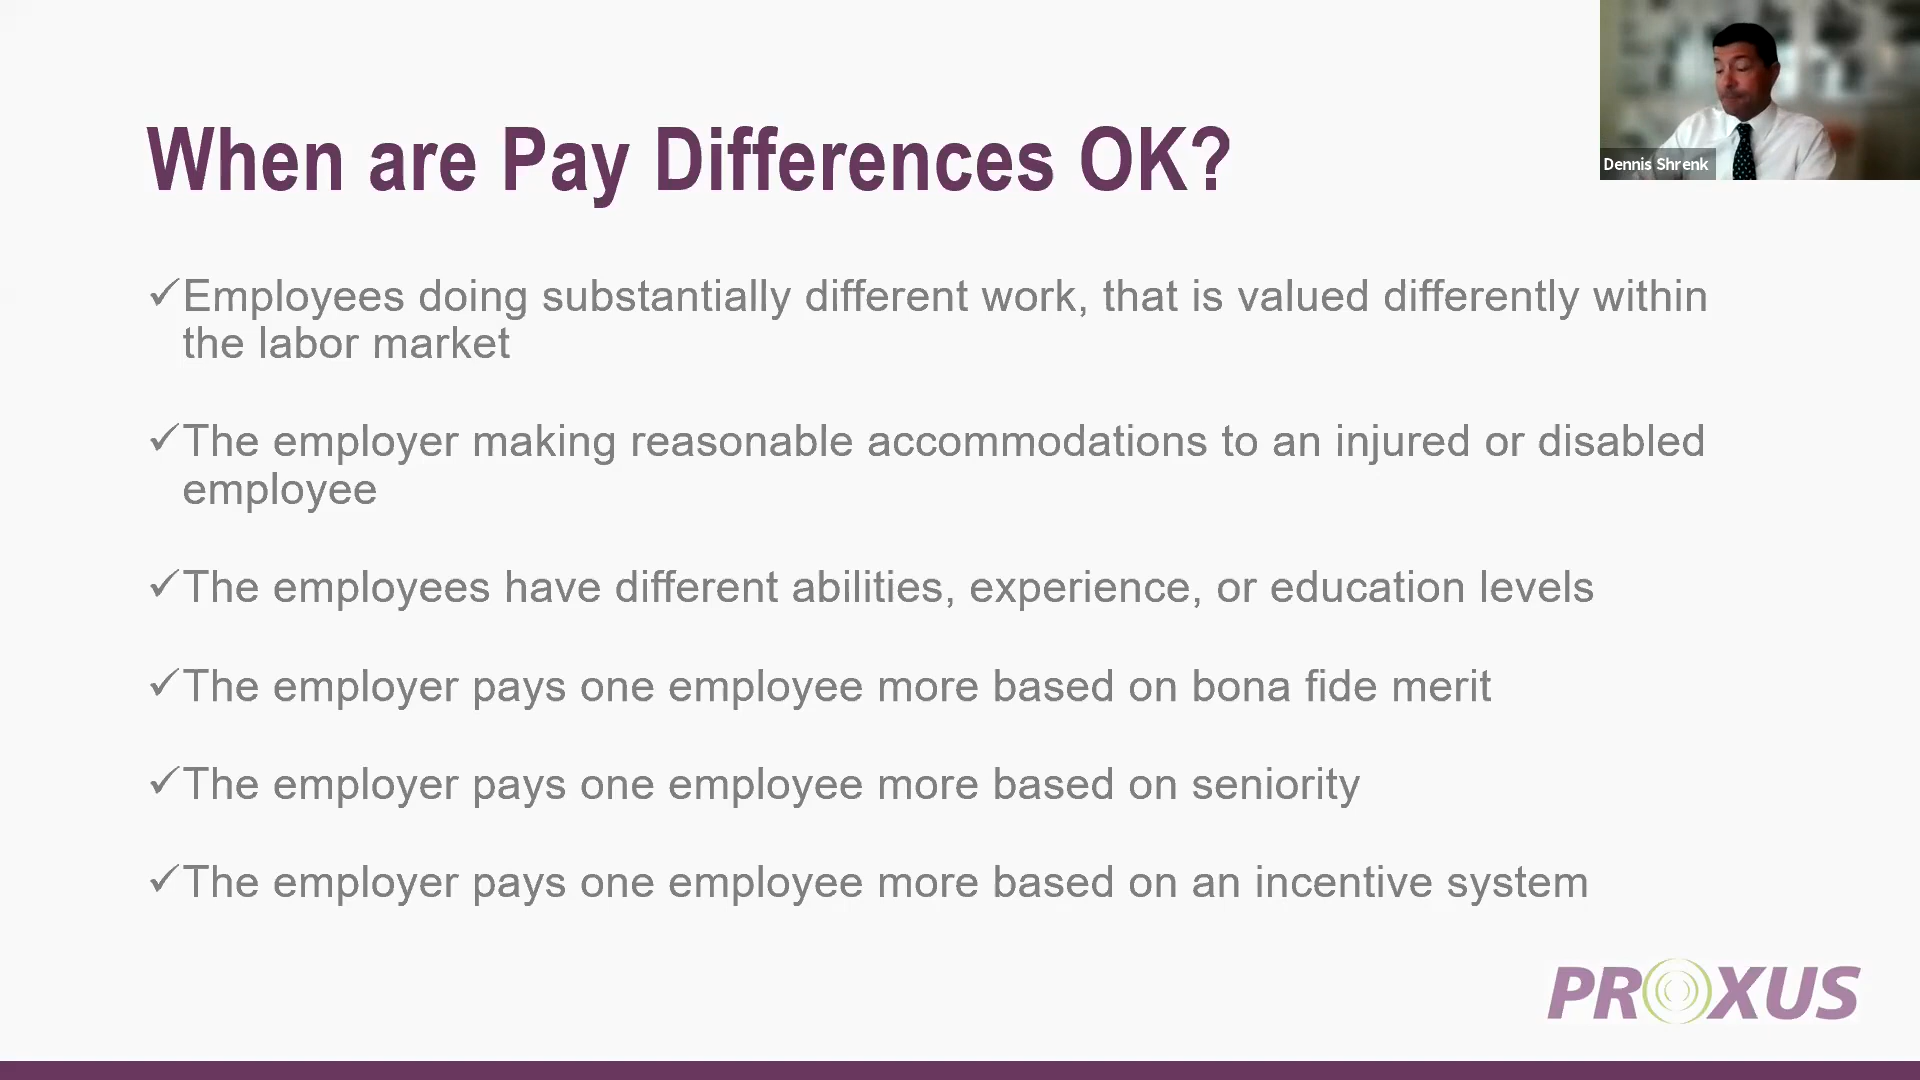 When are Pay Differences OK?
Dennis Shrenk
✓Employees doing substantially different work, that is valued differently within
the labor market
✓The employer making reasonable accommodations to an injured or disabled
employee
✓The employees have different abilities, experience, or education levels
✓The employer pays one employee more based on bona fide merit
✓The employer pays one employee more based on seniority
✓The employer pays one employee more based on an incentive system
PROXUS